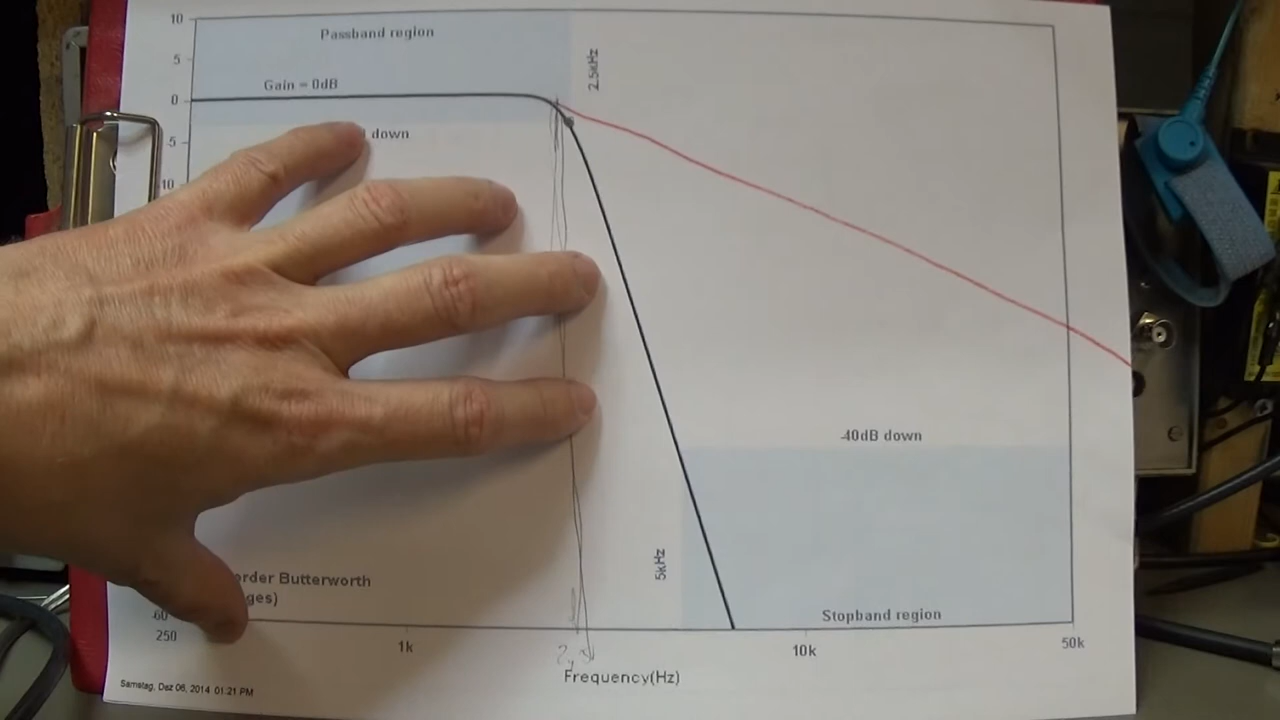 10
Passband region
2.5kHz
5
Gain = 0dB
0
down
-5
-10
-40dB down
5kHz
order Butterworth
ges)
Stopband region
-60
250
1k
10k
50k
Frequency(Hz)
Samstag, Dez 06, 2014 01:21 PM